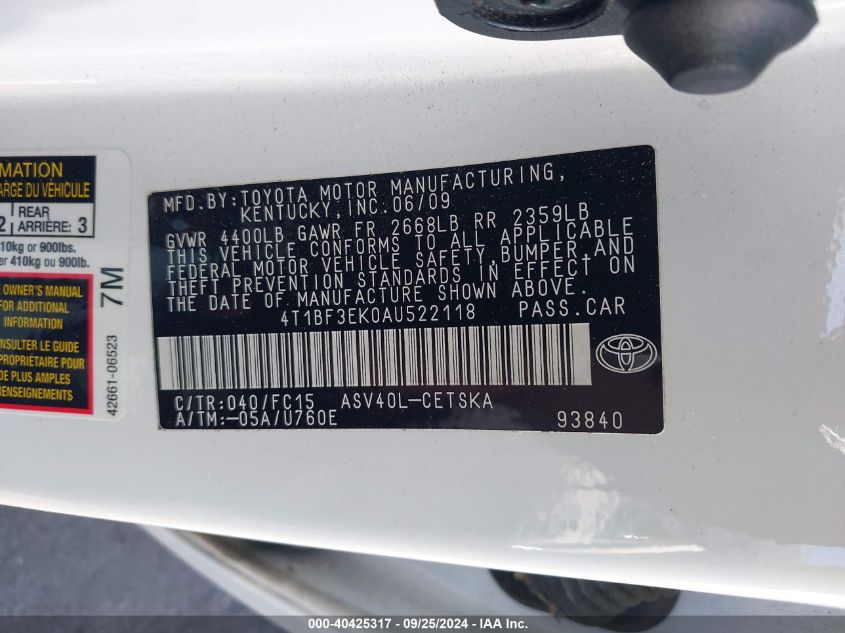 MATION
ARGE DU VÉHICULE
2 REAR
ARRIÈRE: 3
10kg or 900lbs.
er 410kg ou 900lb.
OWNER'S MANUAL
FOR ADDITIONAL
INFORMATION
CONSULTER LE GUIDE
PROPRIÉTAIRE POUR
DE PLUS AMPLES
RENSEIGNEMENTS
7M
42661-06523
MFD.BY:TOYOTA MOTOR MANUFACTURING,
KENTUCKY, INC. 06/09
GVWR 4400LB GAWR FR 2668LB RR 2359LB
THIS VEHICLE CONFORMS TO ALL APPLICABLE
FEDERAL MOTOR VEHICLE SAFETY,BUMPER,AND
THEFT PREVENTION STANDARDS IN EFFECT ON
THE DATE OF MANUFACTURE SHOWN ABOVE.
4T1BF3EK0AU522118 PASS.CAR
C/TR:040/FC15 ASV40L-CETSKA
A/TM:-05A/U760E 93840
000-40425317 - 09/25/2024 - (USA) - IAAI Inc.